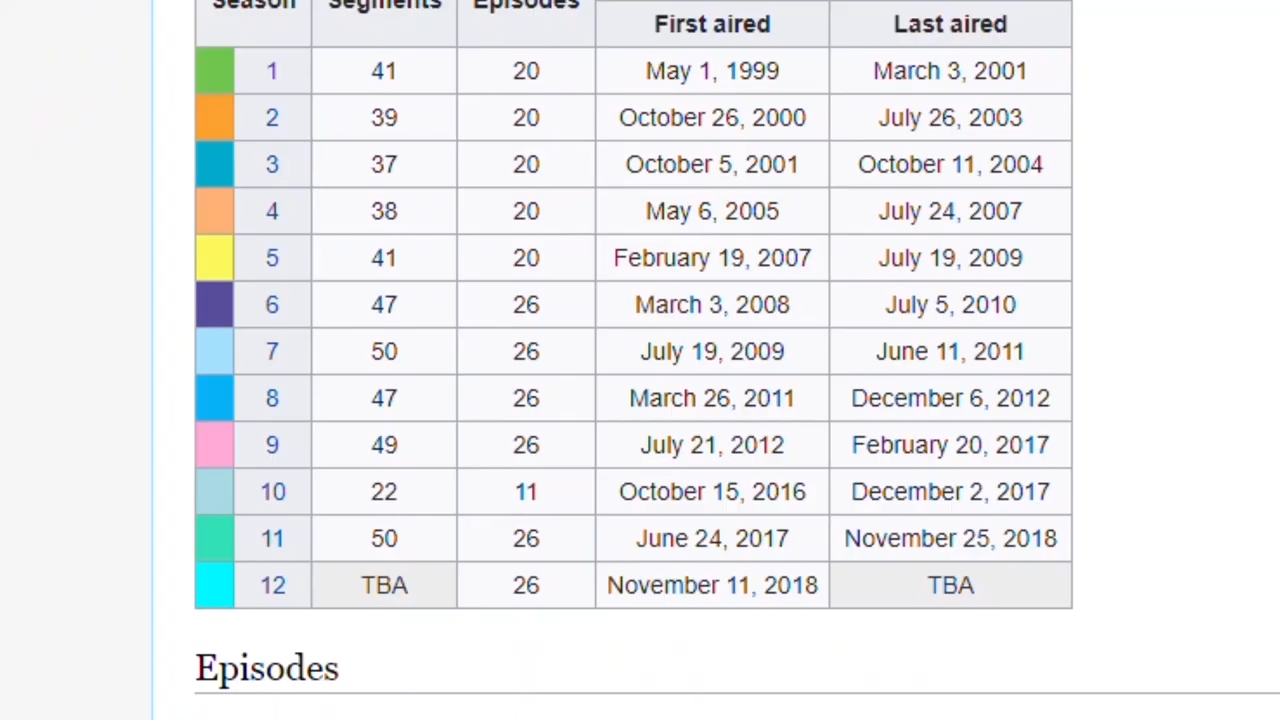 Season Segments Episodes
First aired Last aired
1 41 20 May 1, 1999 March 3, 2001
2 39 20 October 26, 2000 July 26, 2003
3 37 20 October 5, 2001 October 11, 2004
4 38 20 May 6, 2005 July 24, 2007
5 41 20 February 19, 2007 July 19, 2009
6 47 26 March 3, 2008 July 5, 2010
7 50 26 July 19, 2009 June 11, 2011
8 47 26 March 26, 2011 December 6, 2012
9 49 26 July 21, 2012 February 20, 2017
10 22 11 October 15, 2016 December 2, 2017
11 50 26 June 24, 2017 November 25, 2018
12 TBA 26 November 11, 2018 TBA
Episodes